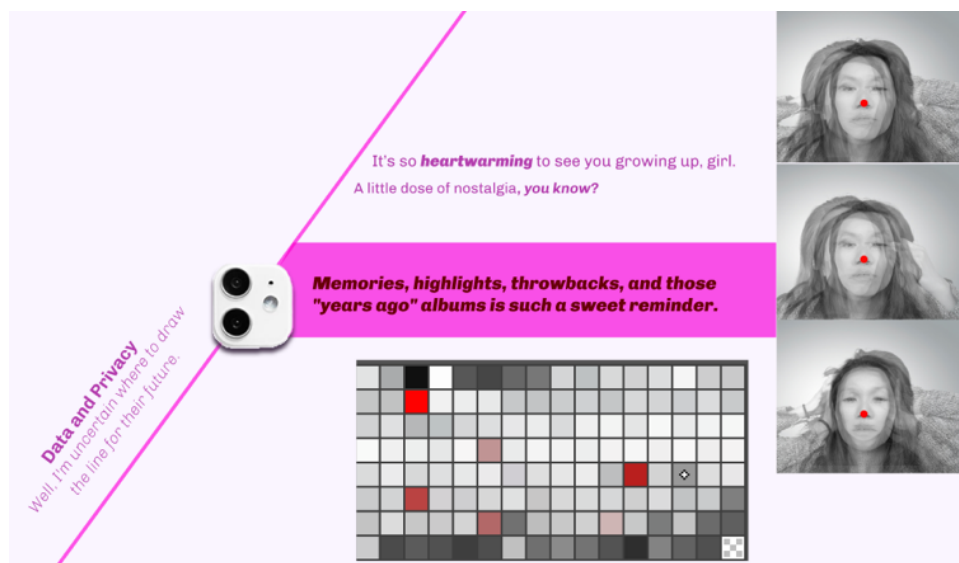 It's so heartwarming to see you growing up, girl.
A little dose of nostalgia, you know?
Memories, highlights, throwbacks, and those
"years ago" albums is such a sweet reminder.
Data and Privacy
Well, I'm uncertain where to draw
the line for their future.